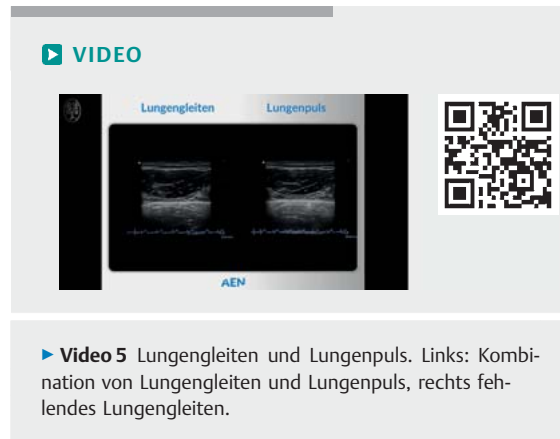 VIDEO
Lungengleiten Lungenpuls
AEN
Video 5 Lungengleiten und Lungenpuls. Links: Kombi-
nation von Lungengleiten und Lungenpuls, rechts feh-
lendes Lungengleiten.